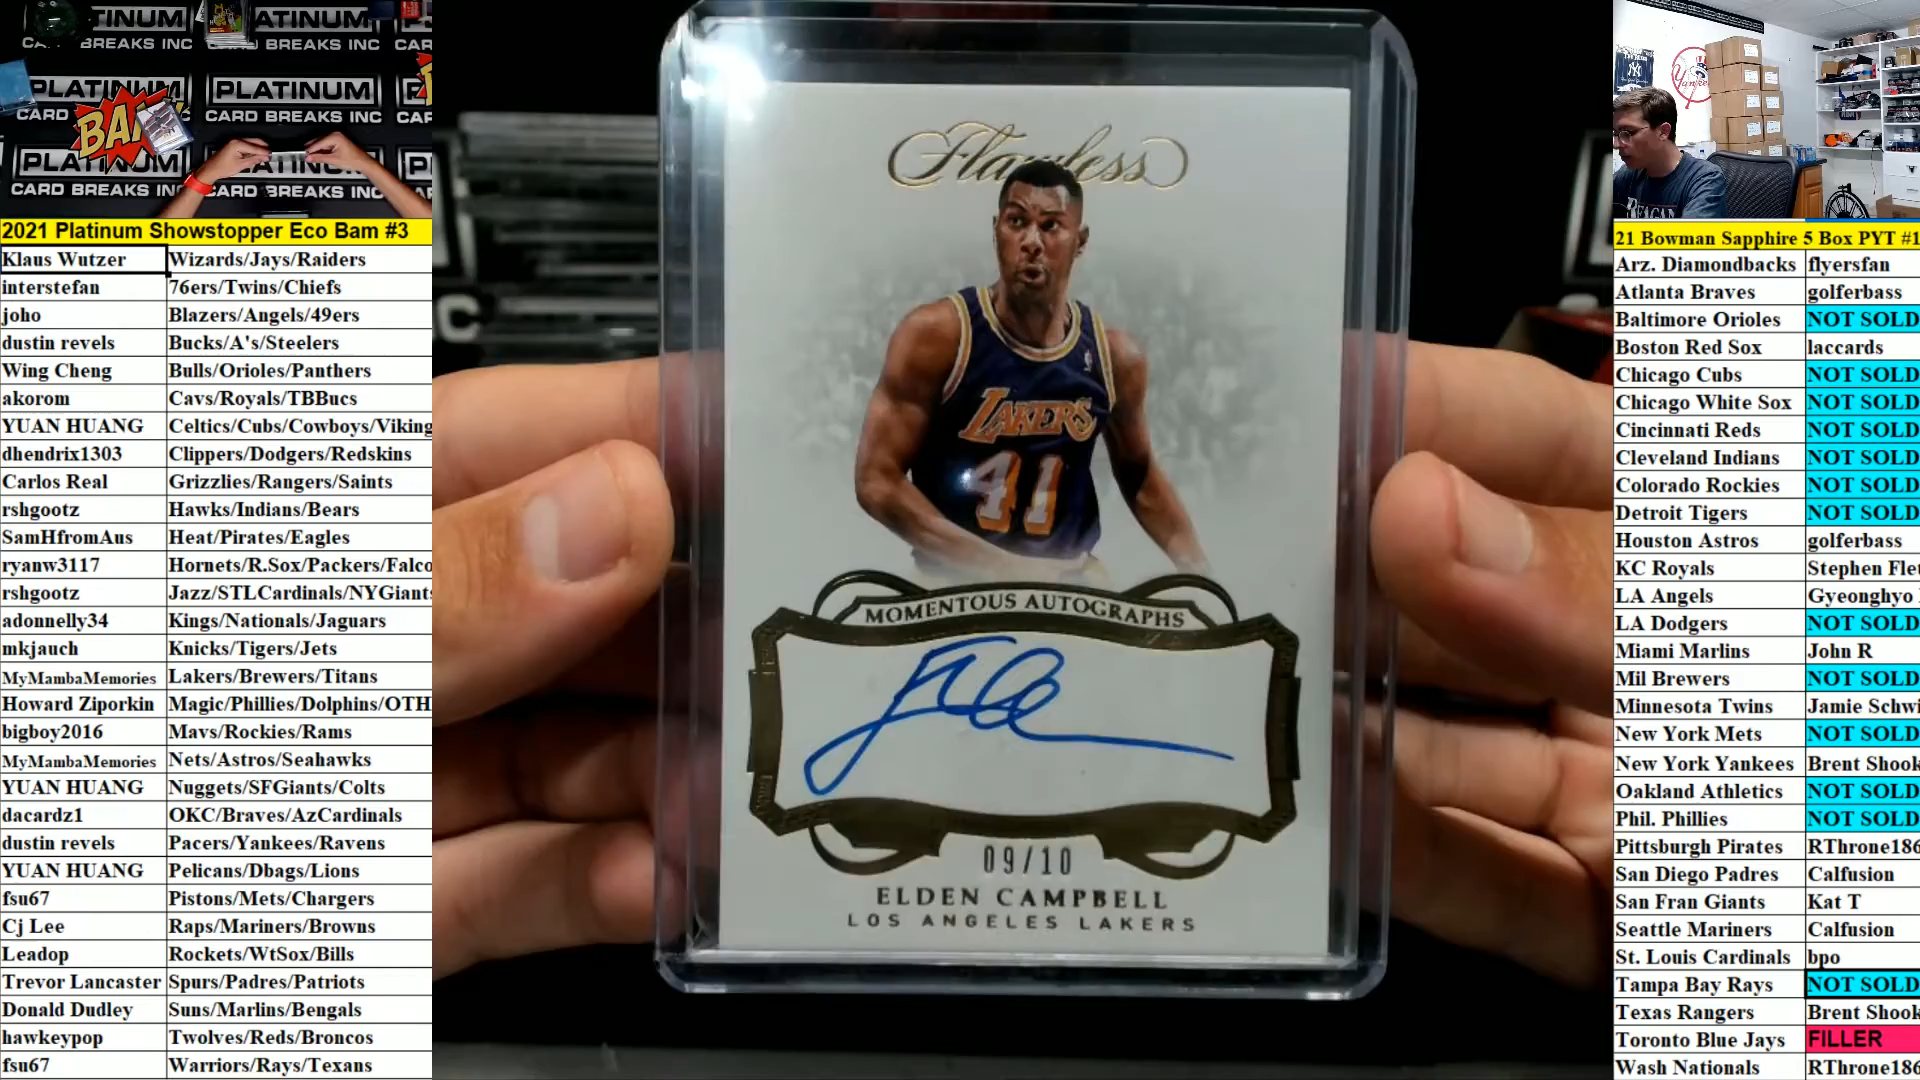 PLATINUM
CARD BREAKS INC
BAM
2021 Platinum Showstopper Eco Bam #3
Klaus Wutzer Wizards/Jays/Raiders
interstefan 76ers/Twins/Chiefs
joho Blazers/Angels/49ers
dustin revels Bucks/A's/Steelers
Wing Cheng Bulls/Orioles/Panthers
akorom Cavs/Royals/TBBucs
YUAN HUANG Celtics/Cubs/Cowboys/Viking
dhendrix1303 Clippers/Dodgers/Redskins
Carlos Real Grizzlies/Rangers/Saints
rshgootz Hawks/Indians/Bears
SamHfromAus Heat/Pirates/Eagles
ryanw3117 Hornets/R.Sox/Packers/Falco
rshgootz Jazz/STLCardinals/NYGiants
adonnelly34 Kings/Nationals/Jaguars
mkjauch Knicks/Tigers/Jets
MyMambaMemories Lakers/Brewers/Titans
Howard Ziporkin Magic/Phillies/Dolphins/OTH
bigboy2016 Mavs/Rockies/Rams
MyMambaMemories Nets/Astros/Seahawks
YUAN HUANG Nuggets/SFGiants/Colts
dacardz1 OKC/Braves/AzCardinals
dustin revels Pacers/Yankees/Ravens
YUAN HUANG Pelicans/Dbags/Lions
fsu67 Pistons/Mets/Chargers
Cj Lee Raps/Mariners/Browns
Leadop Rockets/WtSox/Bills
Trevor Lancaster Spurs/Padres/Patriots
Donald Dudley Suns/Marlins/Bengals
hawkeypop Twolves/Reds/Broncos
fsu67 Warriors/Rays/Texans
Flawless
LAKERS
41
MOMENTOUS AUTOGRAPHS
09/10
ELDEN CAMPBELL
LOS ANGELES LAKERS
21 Bowman Sapphire 5 Box PYT #1
Arz. Diamondbacks flyersfan
Atlanta Braves golferbass
Baltimore Orioles NOT SOLD
Boston Red Sox laccards
Chicago Cubs NOT SOLD
Chicago White Sox NOT SOLD
Cincinnati Reds NOT SOLD
Cleveland Indians NOT SOLD
Colorado Rockies NOT SOLD
Detroit Tigers NOT SOLD
Houston Astros golferbass
KC Royals Stephen Flet
LA Angels Gyeonghyo
LA Dodgers NOT SOLD
Miami Marlins John R
Mil Brewers NOT SOLD
Minnesota Twins Jamie Schwi
New York Mets NOT SOLD
New York Yankees Brent Shook
Oakland Athletics NOT SOLD
Phil. Phillies NOT SOLD
Pittsburgh Pirates RThrone186
San Diego Padres Calfusion
San Fran Giants Kat T
Seattle Mariners Calfusion
St. Louis Cardinals bpo
Tampa Bay Rays NOT SOLD
Texas Rangers Brent Shook
Toronto Blue Jays FILLER
Wash Nationals RThrone186